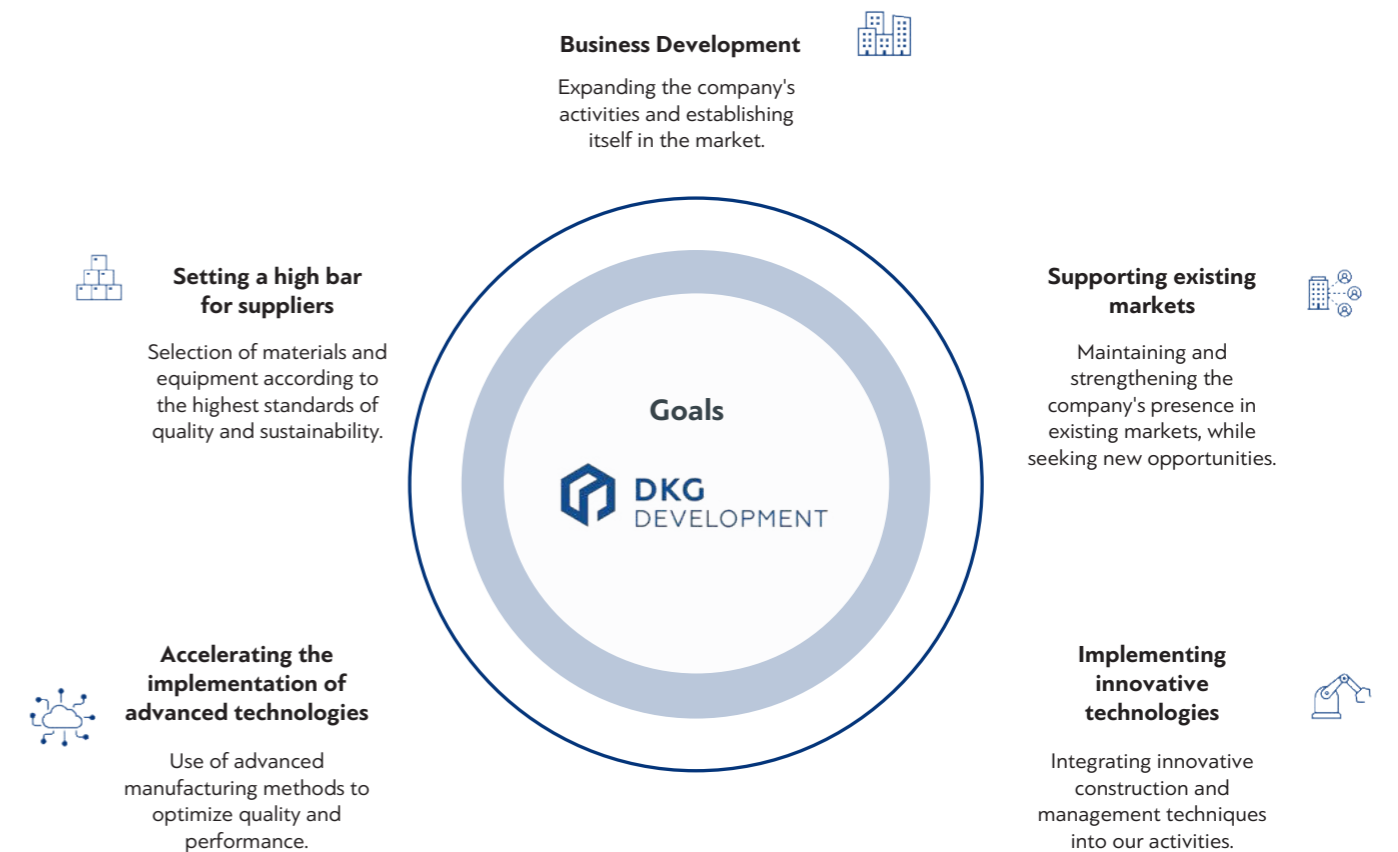 Business Development
Expanding the company's
activities and establishing
itself in the market.
Setting a high bar
for suppliers
Selection of materials and
equipment according to
the highest standards of
quality and sustainability.
Supporting existing
markets
Maintaining and
strengthening the
company's presence in
existing markets, while
seeking new opportunities.
Goals
DKG
DEVELOPMENT
Accelerating the
implementation of
advanced technologies
Use of advanced
manufacturing methods to
optimize quality and
performance.
Implementing
innovative
technologies
Integrating innovative
construction and
management techniques
into our activities.